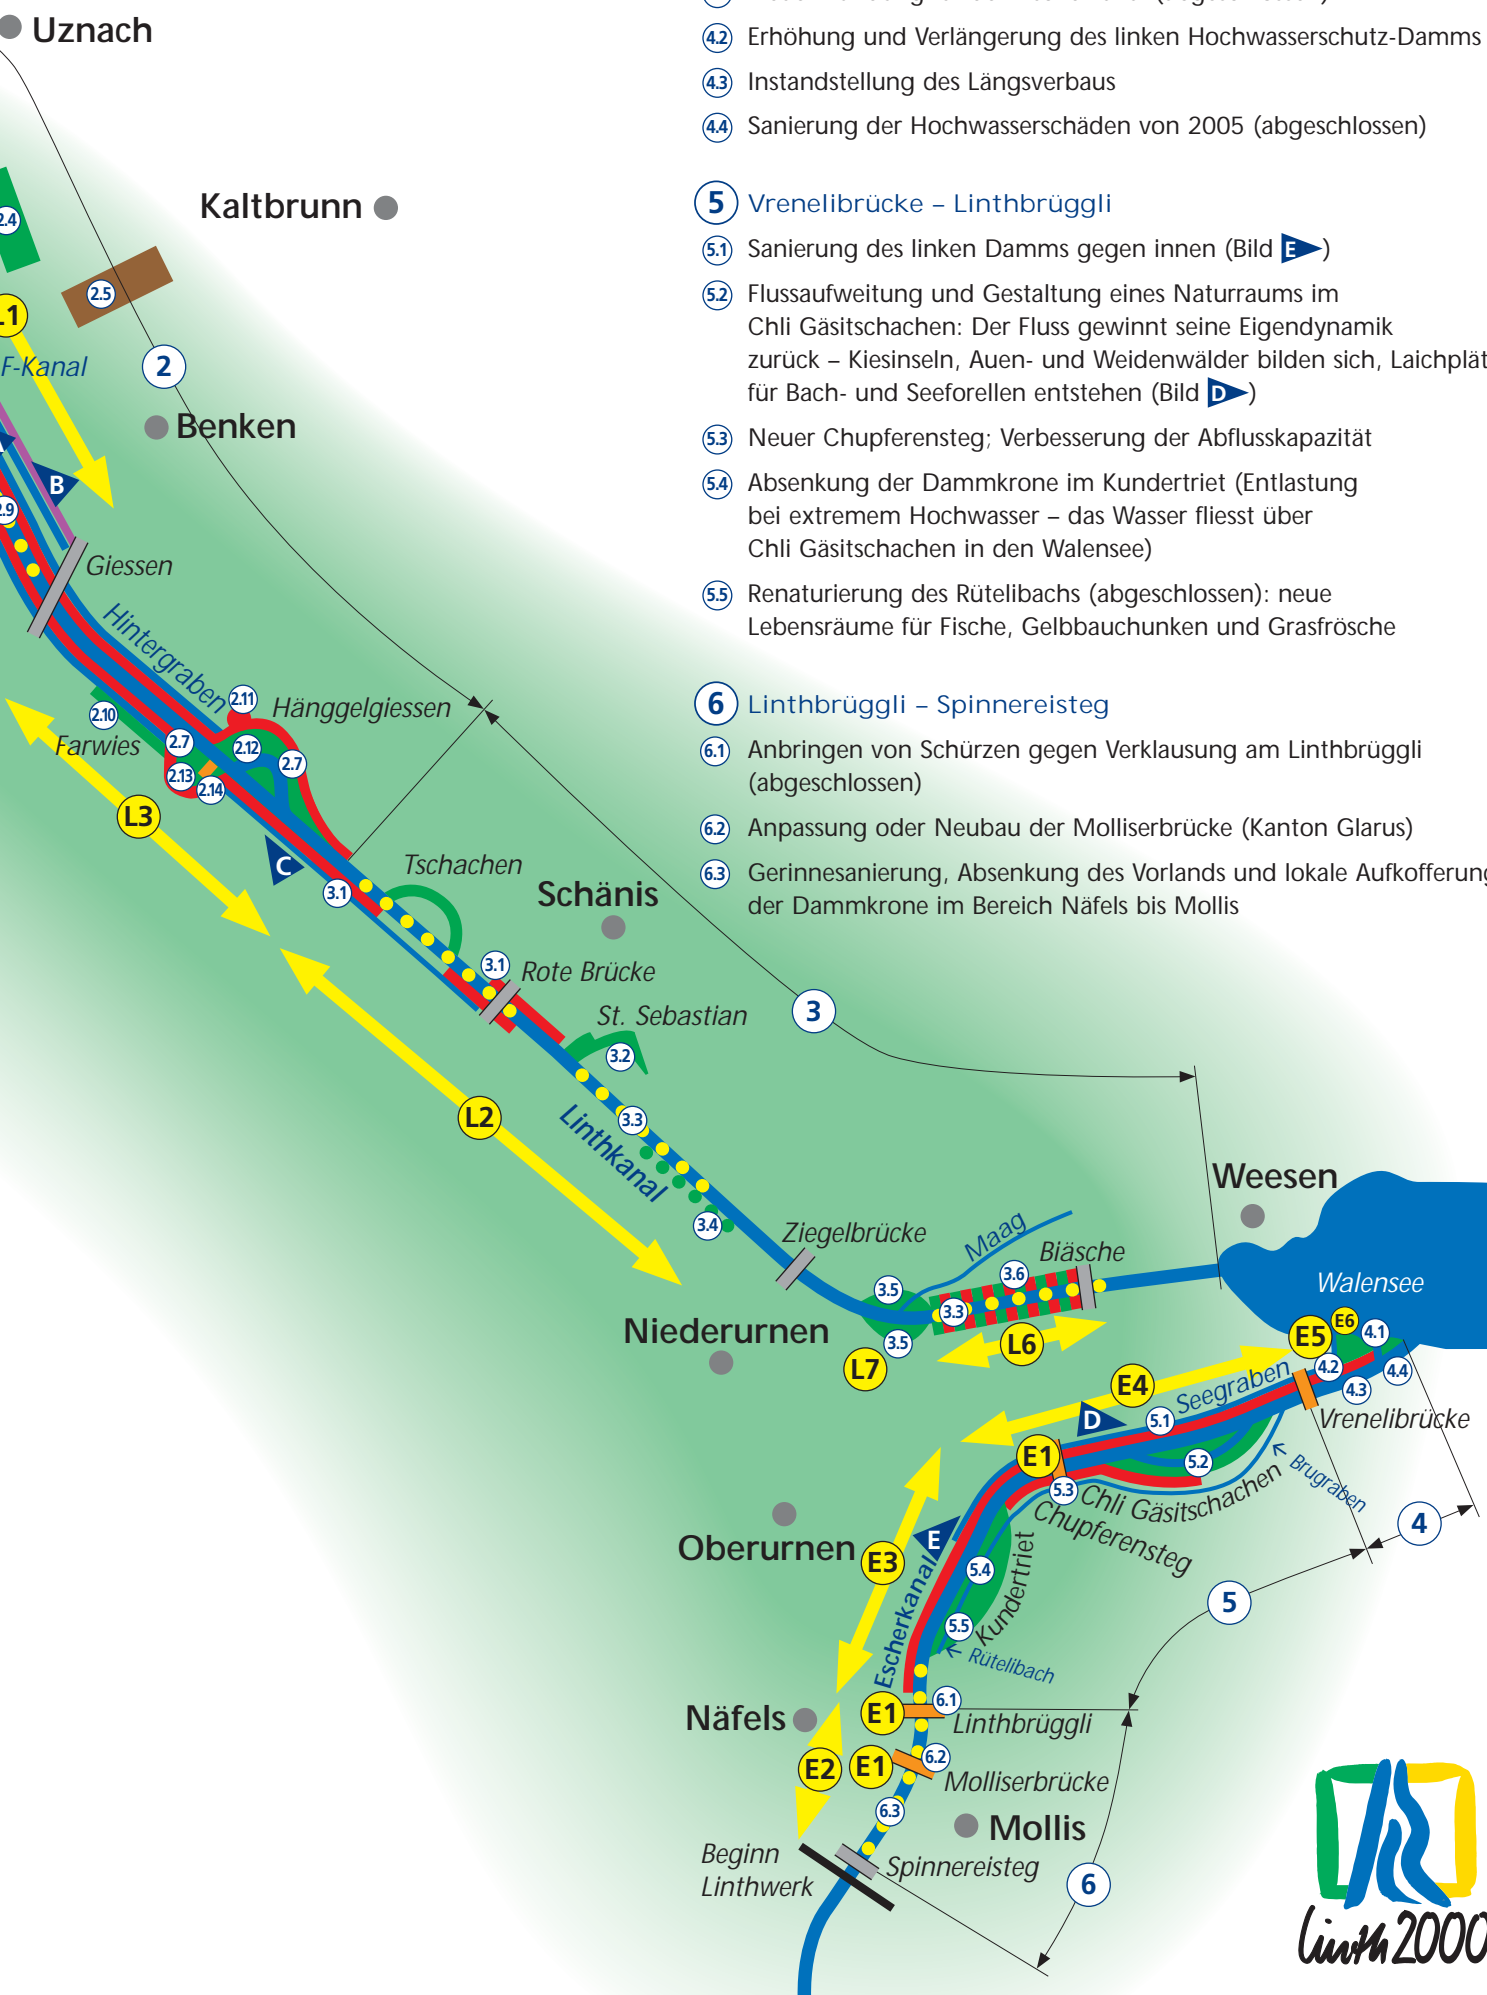 Uznach
4.2 Erhöhung und Verlängerung des linken Hochwasserschutz-Damms
4.3 Instandstellung des Längsverbaus
4.4 Sanierung der Hochwasserschäden von 2005 (abgeschlossen)
5 Vrenelibrücke – Linthbrüggli
5.1 Sanierung des linken Damms gegen innen (Bild E)
5.2 Flussaufweitung und Gestaltung eines Naturraums im
Chli Gäsitschachen: Der Fluss gewinnt seine Eigendynamik
zurück – Kiesinseln, Auen- und Weidenwälder bilden sich, Laichplät
für Bach- und Seeforellen entstehen (Bild D)
5.3 Neuer Chupferensteg; Verbesserung der Abflusskapazität
5.4 Absenkung der Dammkrone im Kundertriet (Entlastung
bei extremem Hochwasser – das Wasser fliesst über
Chli Gäsitschachen in den Walensee)
5.5 Renaturierung des Rütelibachs (abgeschlossen): neue
Lebensräume für Fische, Gelbbauchunken und Grasfrösche
6 Linthbrüggli – Spinnereisteg
6.1 Anbringen von Schürzen gegen Verklausung am Linthbrüggli
(abgeschlossen)
6.2 Anpassung oder Neubau der Molliserbrücke (Kanton Glarus)
6.3 Gerinnesanierung, Absenkung des Vorlands und lokale Aufkofferung
der Dammkrone im Bereich Näfels bis Mollis
Kaltbrunn
2.4
2.5
L1
F-Kanal
2
Benken
B
2.9
Giessen
Hintergraben
2.11
Hänggelgiessen
2.10
Farwies
2.7
2.12
2.7
2.13
2.14
L3
C
3.1
Tschachen
Schänis
3.1
Rote Brücke
St. Sebastian
3
3.2
L2
3.3
Linthkanal
3.4
Weesen
Ziegelbrücke
Maag
Biäsche
3.6
3.5
3.3
Walensee
Niederurnen
3.5
L6
L7
E5
E6
4.1
4.2
4.4
4.3
E4
Seegraben
D
5.1
Vrenelibrücke
E1
5.2
5.3
Chli Gäsitschachen
Brugraben
Chupferensteg
4
Oberurnen
E
E3
5.4
Escherkanal
Kundertriet
5
5.5
Rütelibach
Näfels
E1
6.1
Linthbrüggli
E2
E1
6.2
Molliserbrücke
6.3
Mollis
Beginn
Linthwerk
Spinnereisteg
6
Linth 2000